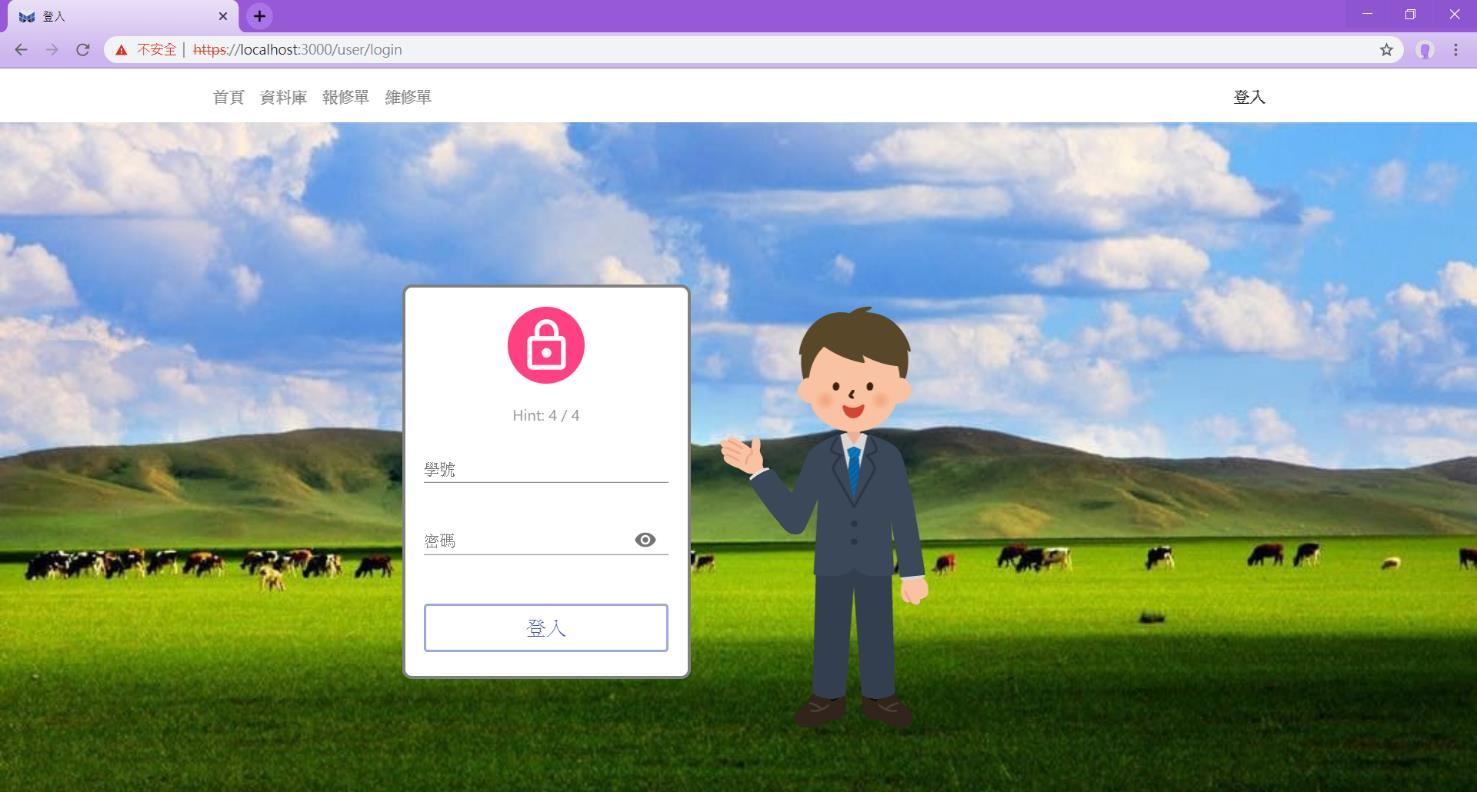 登入
不安全 | https://localhost:3000/user/login
首頁 資料庫 報修單 維修單 登入
Hint: 4 / 4
學號
密碼
登入